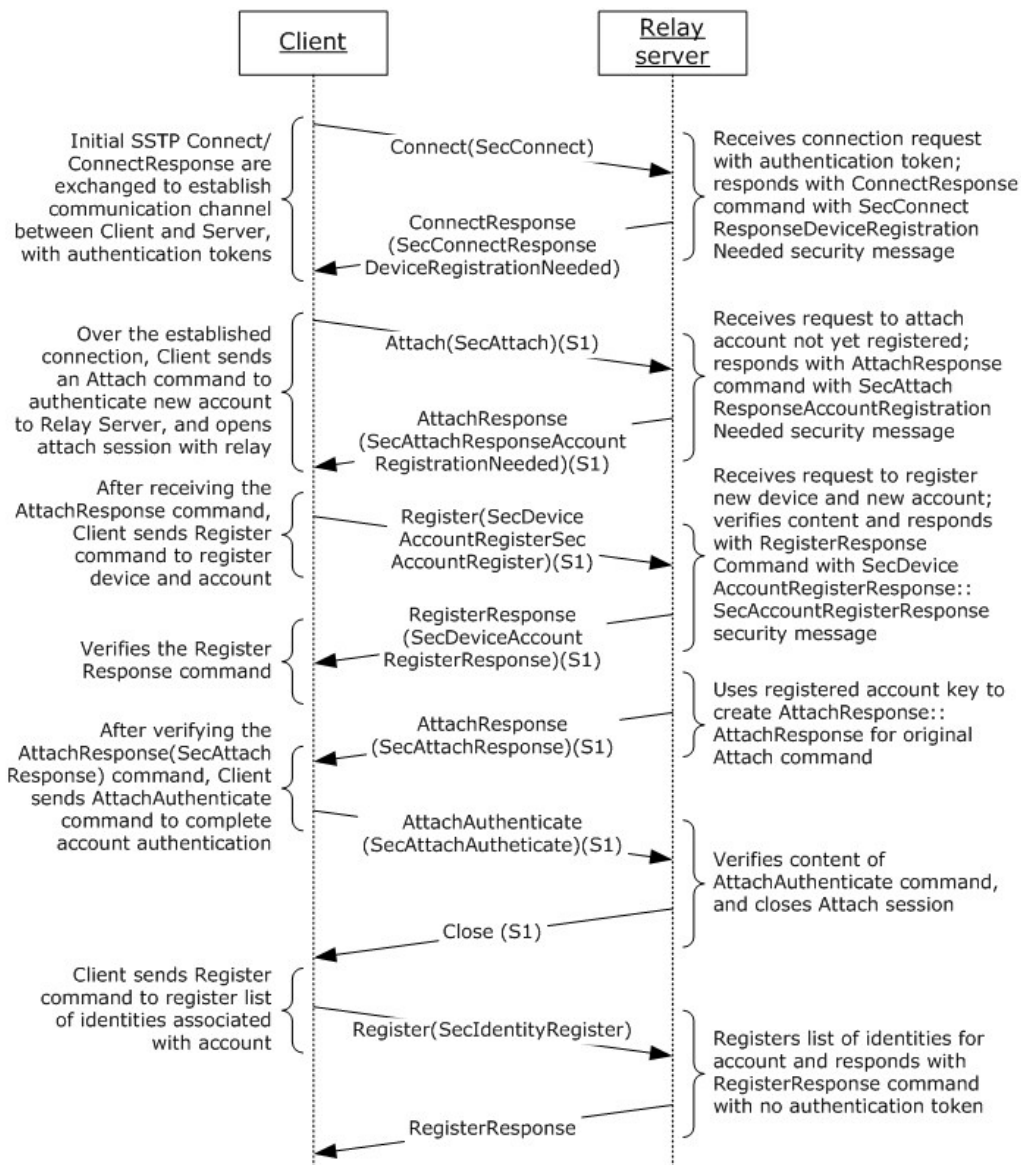 Client
Relay
server
Initial SSTP Connect/
ConnectResponse are
exchanged to establish
communication channel
between Client and Server,
with authentication tokens
Connect(SecConnect)
ConnectResponse
(SecConnectResponse
DeviceRegistrationNeeded)
Receives connection request
with authentication token;
responds with ConnectResponse
command with SecConnect
ResponseDeviceRegistration
Needed security message
Over the established
connection, Client sends
an Attach command to
authenticate new account
to Relay Server, and opens
attach session with relay
Attach(SecAttach)(S1)
AttachResponse
(SecAttachResponseAccount
RegistrationNeeded)(S1)
Receives request to attach
account not yet registered;
responds with AttachResponse
command with SecAttach
ResponseAccountRegistration
Needed security message
After receiving the
AttachResponse command,
Client sends Register
command to register
device and account
Register(SecDevice
AccountRegisterSec
AccountRegister)(S1)
Receives request to register
new device and new account;
verifies content and responds
with RegisterResponse
Command with SecDevice
AccountRegisterResponse::
SecAccountRegisterResponse
security message
Verifies the Register
Response command
RegisterResponse
(SecDeviceAccount
RegisterResponse)(S1)
AttachResponse
(SecAttachResponse)(S1)
Uses registered account key to
create AttachResponse::
AttachResponse for original
Attach command
After verifying the
AttachResponse(SecAttach
Response) command, Client
sends AttachAuthenticate
command to complete
account authentication
AttachAuthenticate
(SecAttachAutheticate)(S1)
Close (S1)
Verifies content of
AttachAuthenticate command,
and closes Attach session
Client sends Register
command to register list
of identities associated
with account
Register(SecIdentityRegister)
RegisterResponse
Registers list of identities for
account and responds with
RegisterResponse command
with no authentication token